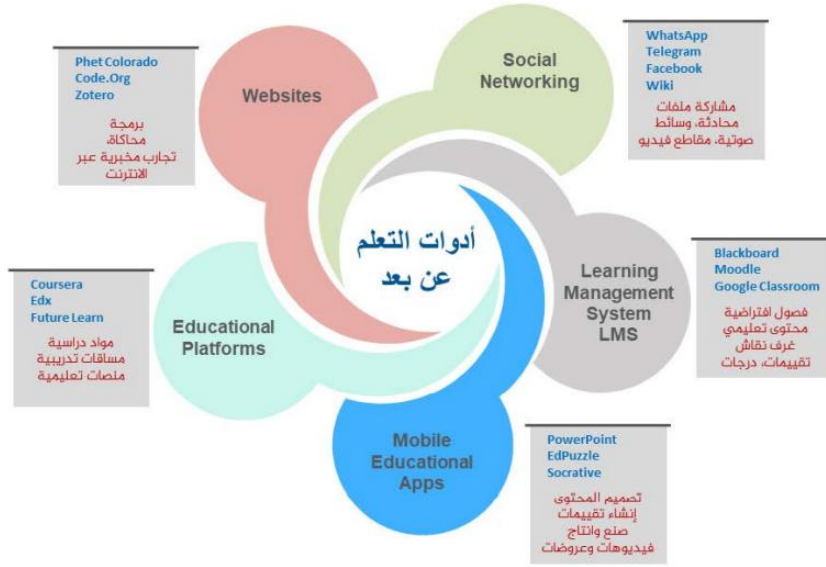 أدوات التعلم
عن بعد
Social
Networking
WhatsApp
Telegram
Facebook
Wiki
مشاركة ملفات
محادثة، وسائط
صوتية، مقاطع فيديو
Learning
Management
System
LMS
Blackboard
Moodle
Google Classroom
فصول افتراضية
محتوى تعليمي
غرف نقاش
تقييمات، درجات
Mobile
Educational
Apps
PowerPoint
EdPuzzle
Socrative
تصميم المحتوى
إنشاء تقييمات
صنع وانتاج
فيديوهات وعروضات
Educational
Platforms
Coursera
Edx
Future Learn
مواد دراسية
مساقات تدريبية
منصات تعليمية
Websites
Phet Colorado
Code.Org
Zotero
برمجة
محاكاة،
تجارب مخبرية عبر
الانترنت